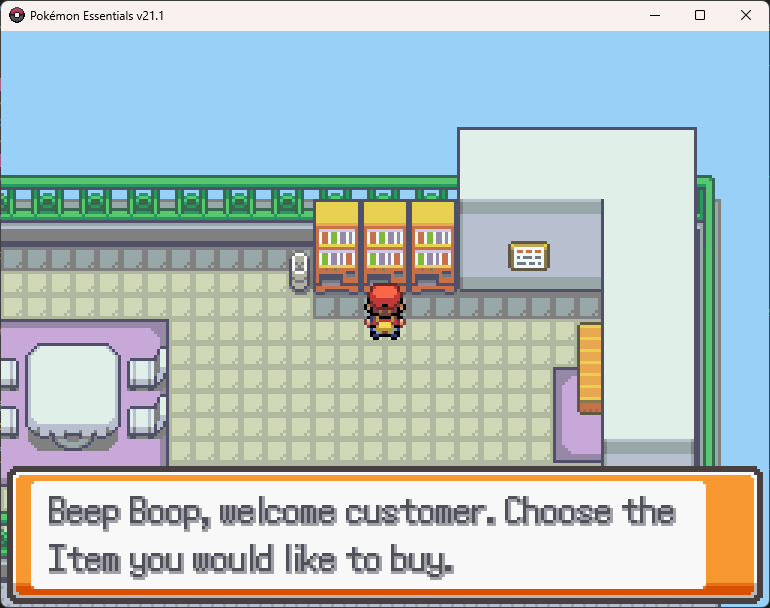 Pokémon Essentials v21.1
Beep Boop, welcome customer. Choose the
Item you would like to buy.